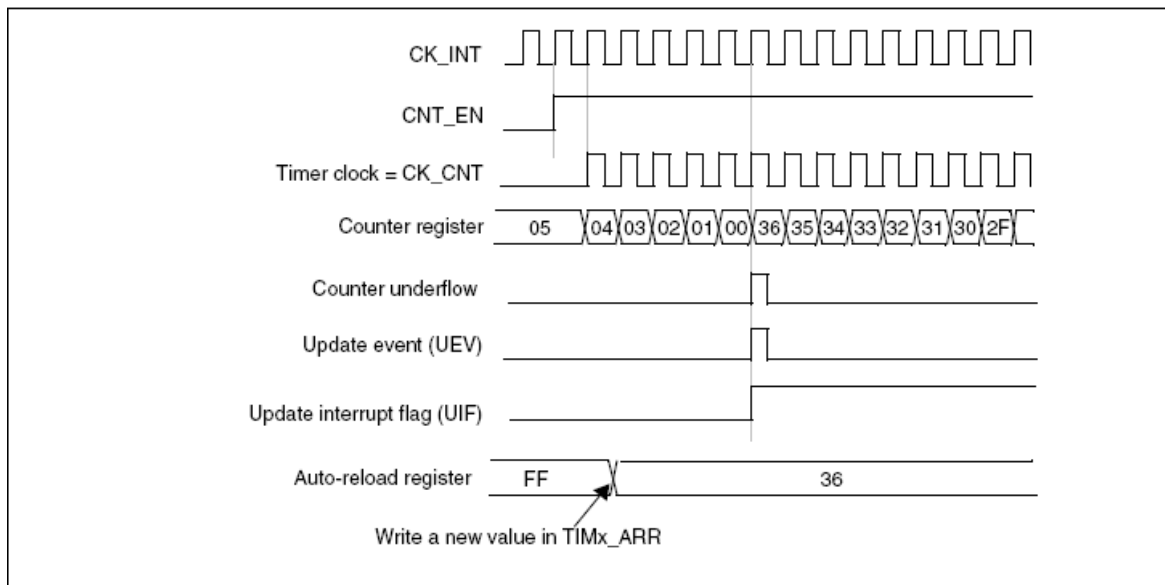 CK_INT
CNT_EN
Timer clock = CK_CNT
Counter register 05 04 03 02 01 00 36 35 34 33 32 31 30 2F
Counter underflow
Update event (UEV)
Update interrupt flag (UIF)
Auto-reload register FF 36
Write a new value in TIMx_ARR